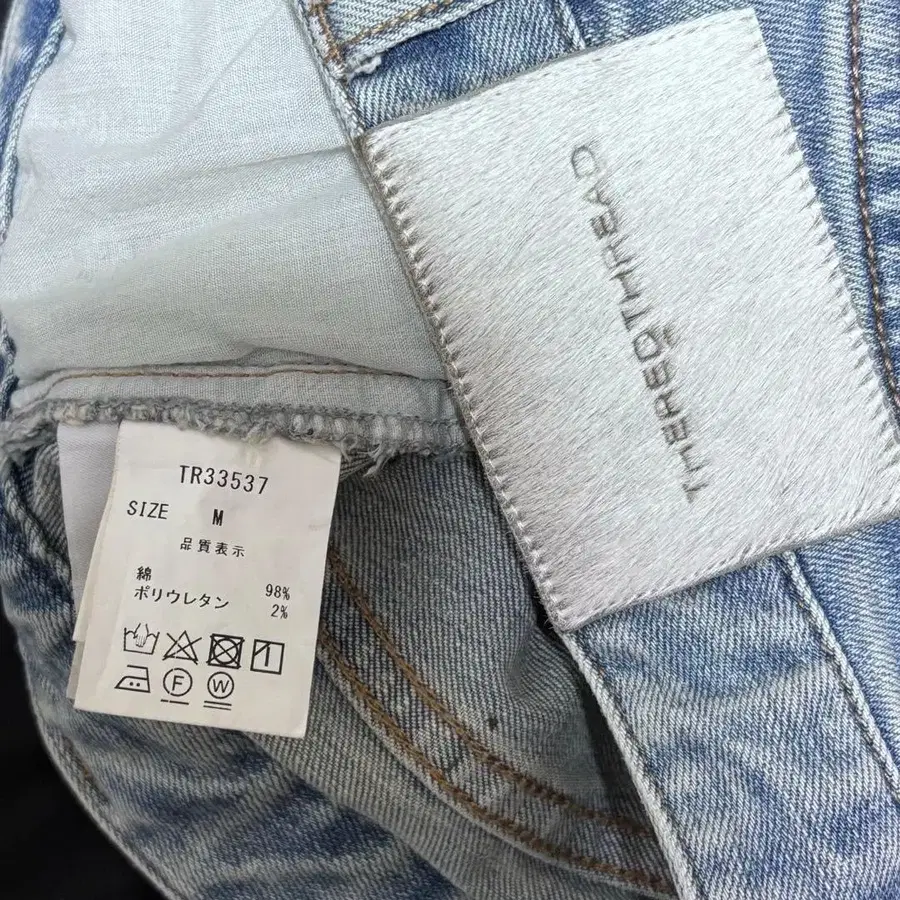 THEREDTHREAD
TR33537
SIZE M
品質表示
綿 98%
ポリウレタン 2%
F W